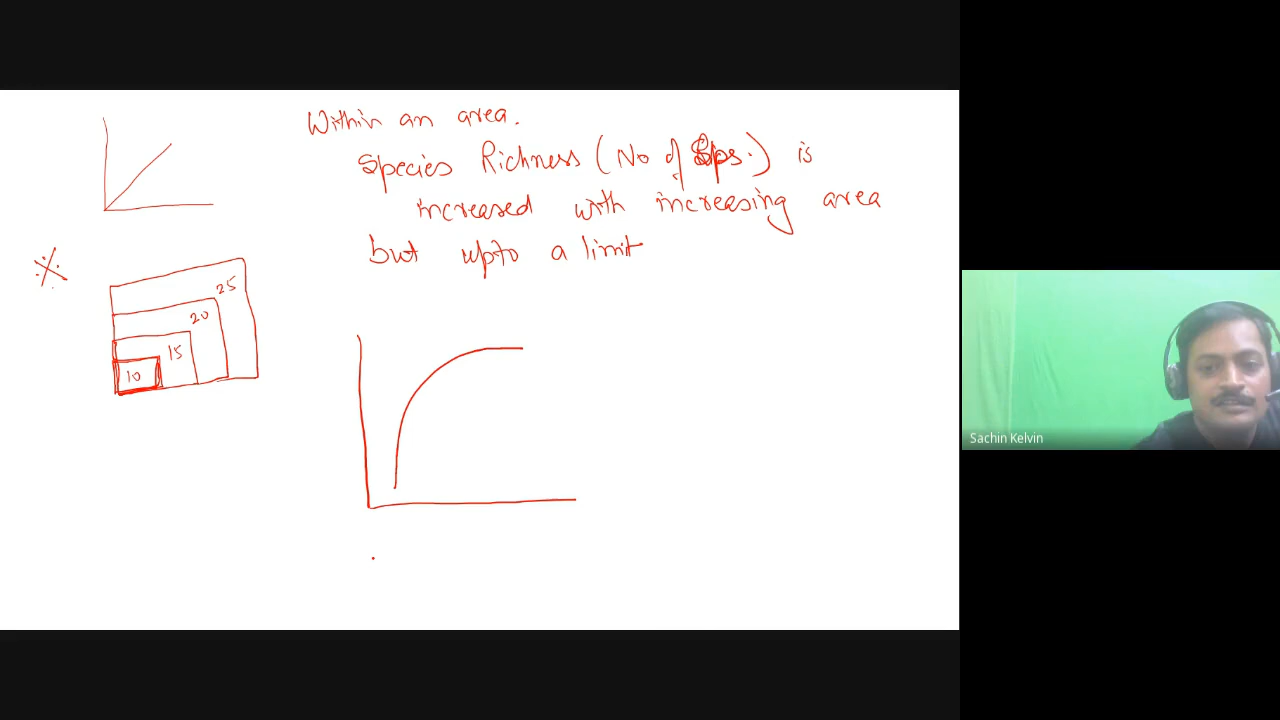 Within an area.
Species Richness (No of Sps.) is
increased with increasing area
but upto a limit
25
20
15
10
Sachin Kelvin